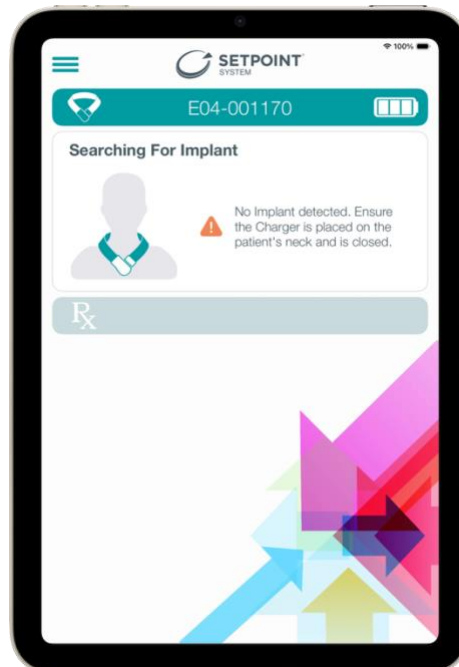 100%
SETPOINT
SYSTEM
E04-001170
Searching For Implant
No Implant detected. Ensure
the Charger is placed on the
patient's neck and is closed.
Rx